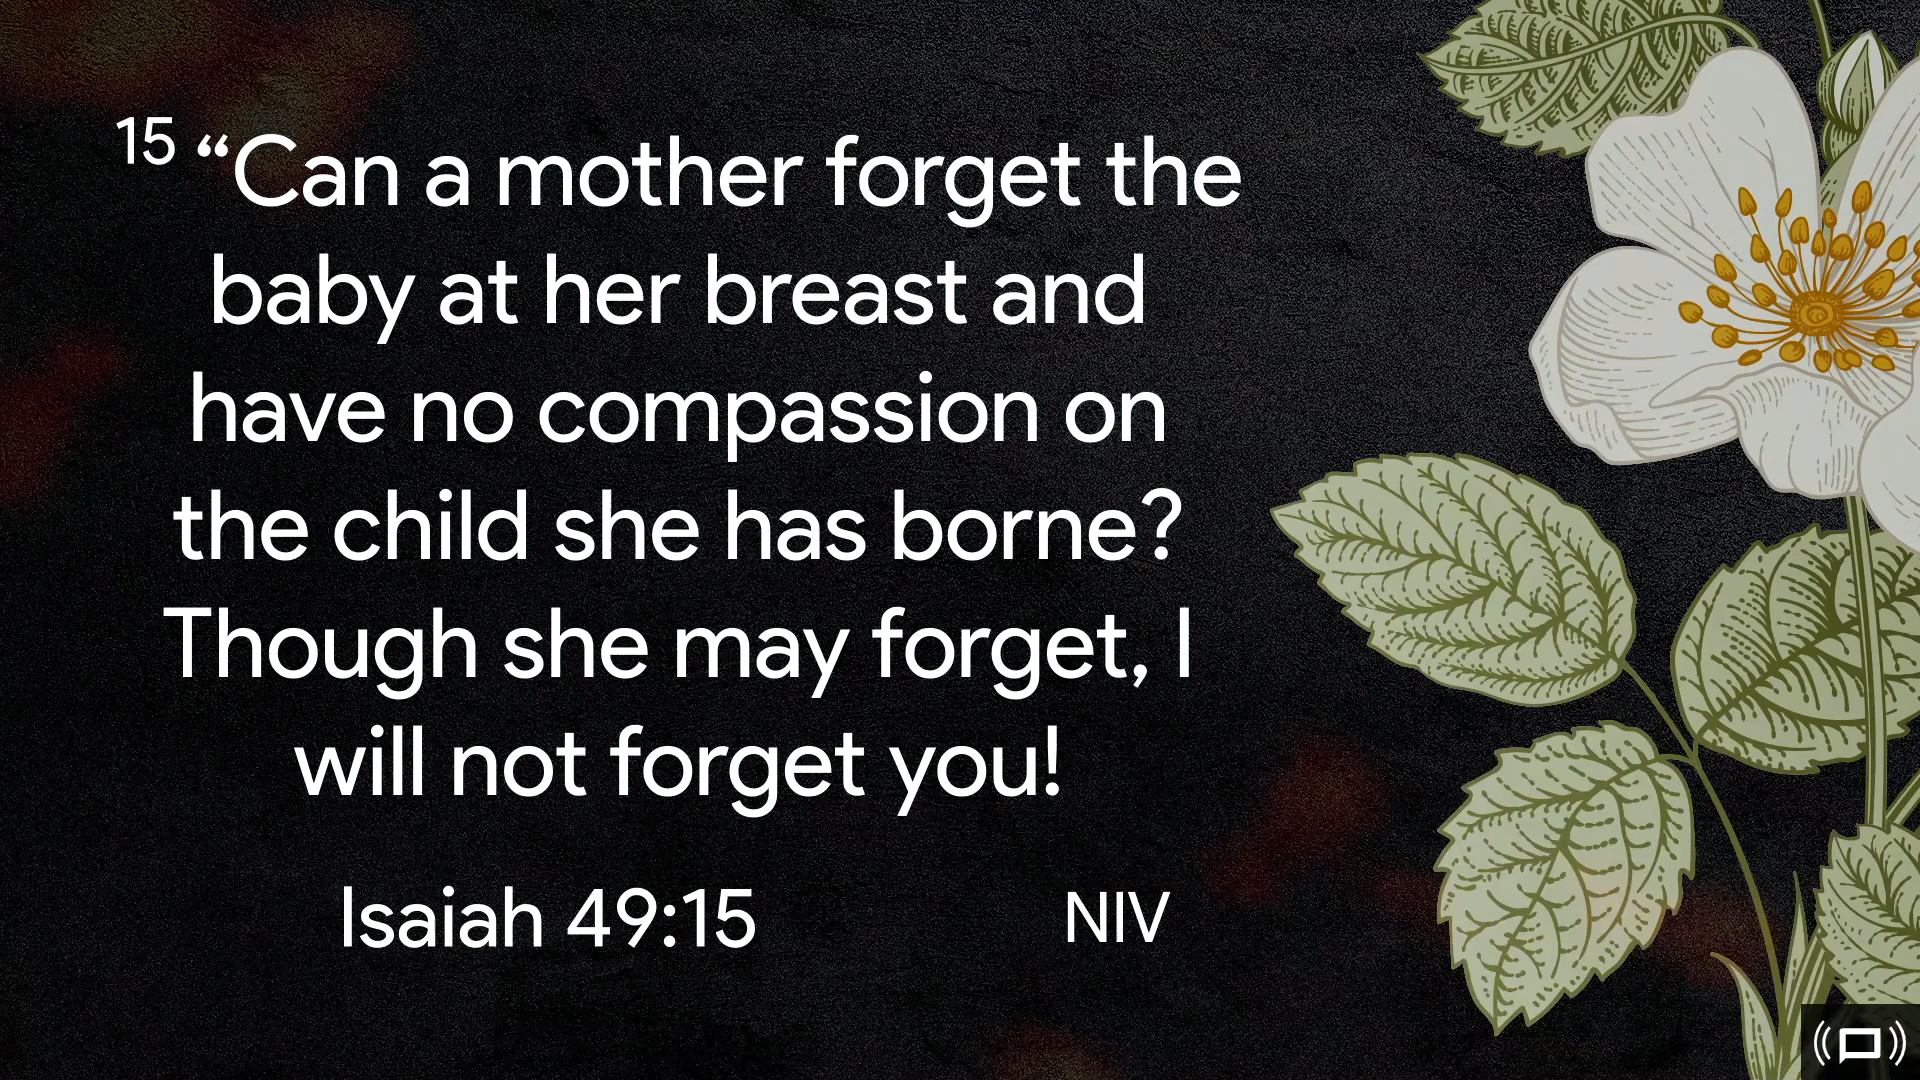 15 “Can a mother forget the
baby at her breast and
have no compassion on
the child she has borne?
Though she may forget, I
will not forget you!
Isaiah 49:15 NIV